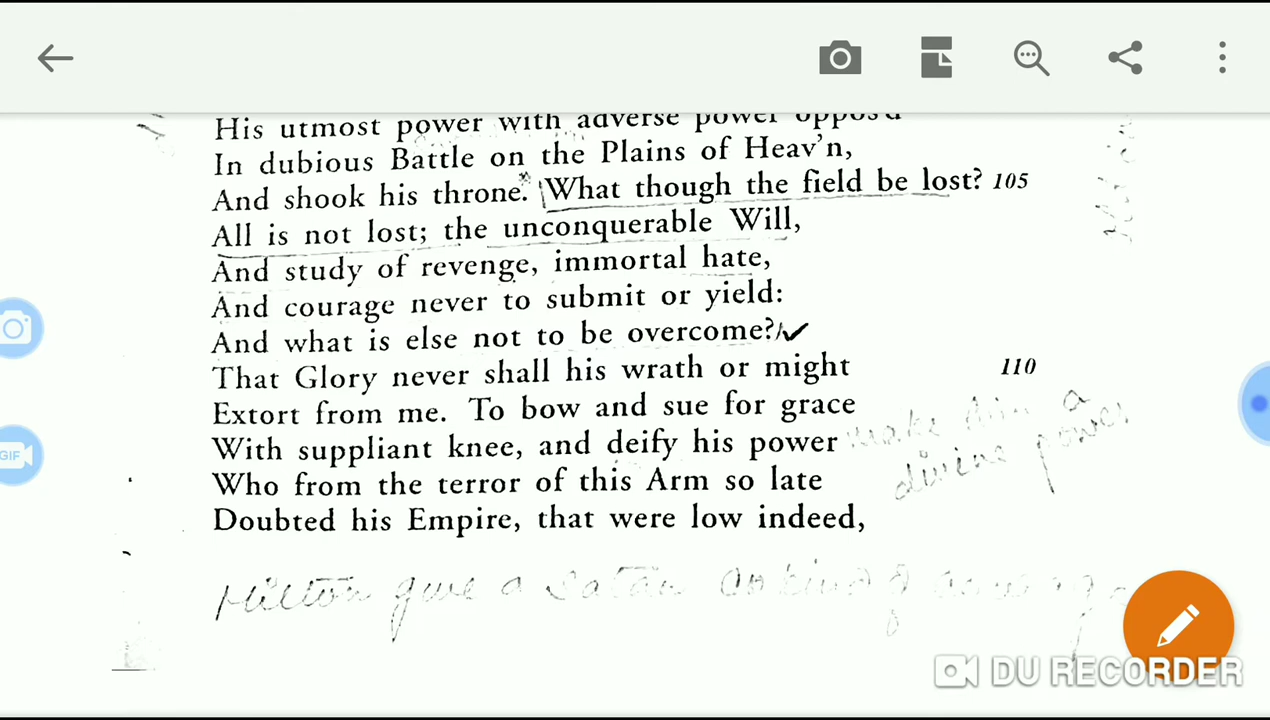 His utmost power with adverse power oppos'd
In dubious Battle on the Plains of Heav'n,
And shook his throne. What though the field be lost? 105
All is not lost; the unconquerable Will,
And study of revenge, immortal hate,
And courage never to submit or yield:
And what is else not to be overcome?
That Glory never shall his wrath or might 110
Extort from me. To bow and sue for grace
With suppliant knee, and deify his power
make him a
divine power
Who from the terror of this Arm so late
Doubted his Empire, that were low indeed,
Milton give a Satan
GIF
DU RECORDER